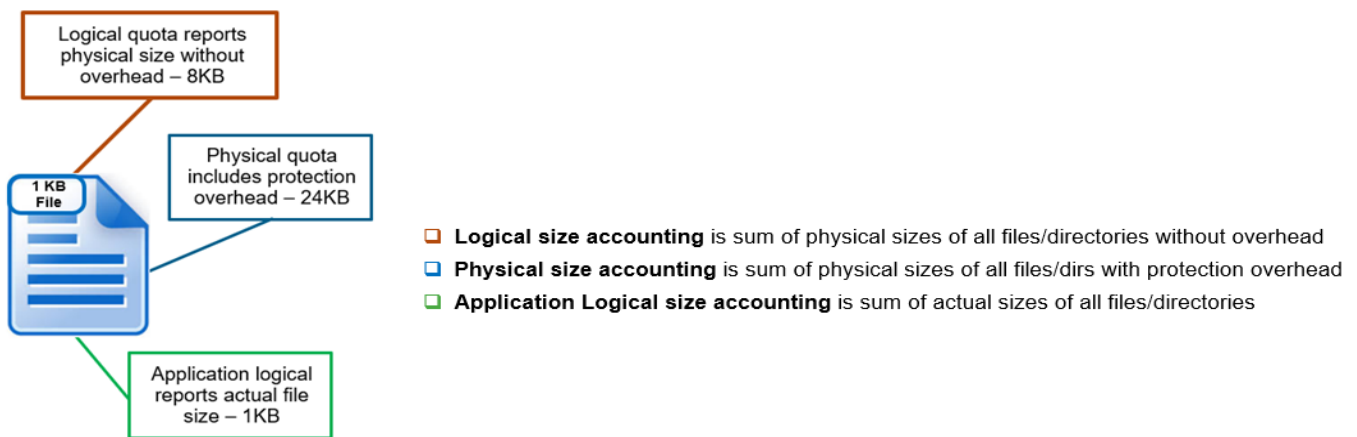 Logical quota reports
physical size without
overhead – 8KB
Physical quota
includes protection
overhead – 24KB
1 KB
File
Logical size accounting is sum of physical sizes of all files/directories without overhead
Physical size accounting is sum of physical sizes of all files/dirs with protection overhead
Application Logical size accounting is sum of actual sizes of all files/directories
Application logical
reports actual file
size – 1KB